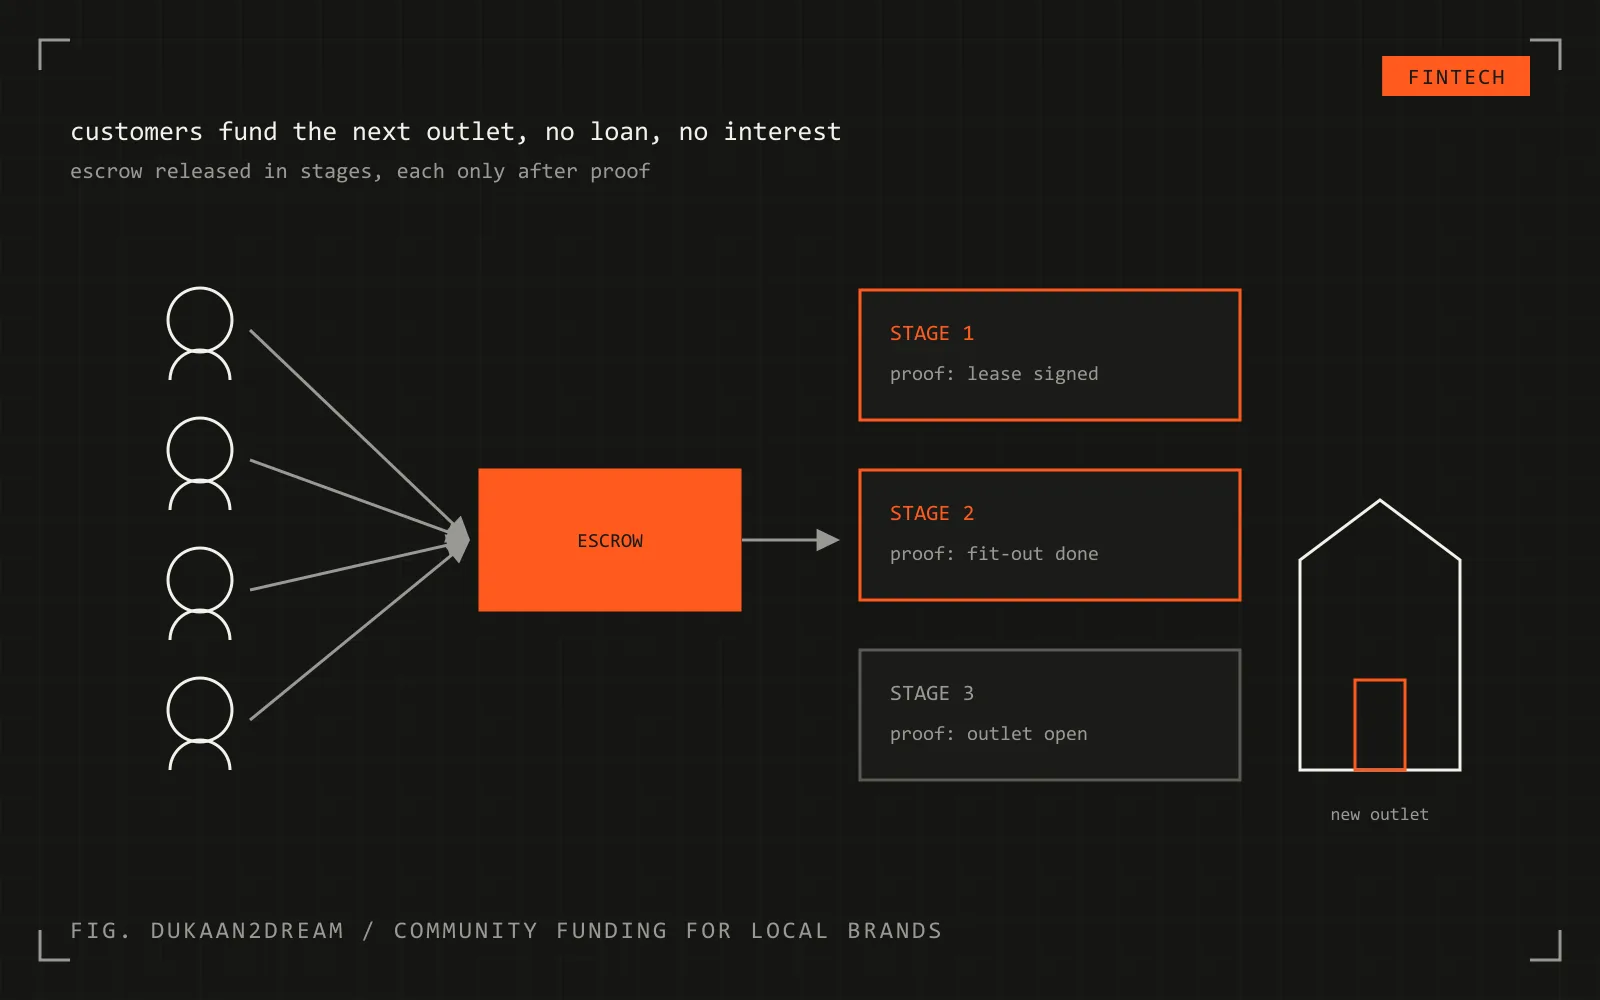 FINTECH
customers fund the next outlet, no loan, no interest
escrow released in stages, each only after proof
STAGE 1
proof: lease signed
ESCROW
STAGE 2
proof: fit-out done
STAGE 3
proof: outlet open
new outlet
FIG. DUKAAN2DREAM / COMMUNITY FUNDING FOR LOCAL BRANDS